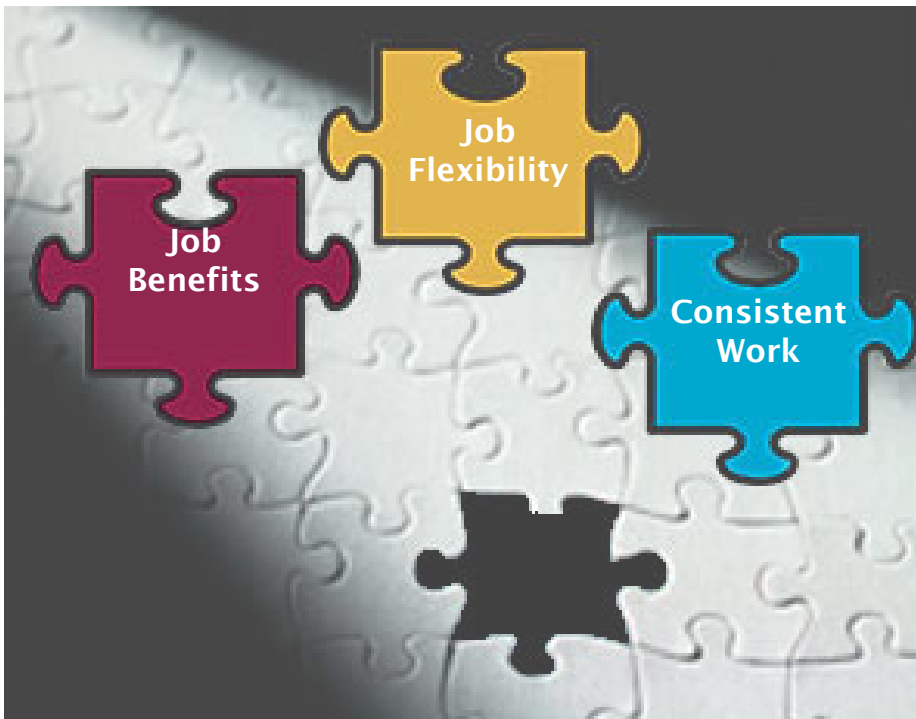 Job
Flexibility
Job
Benefits
Consistent
Work